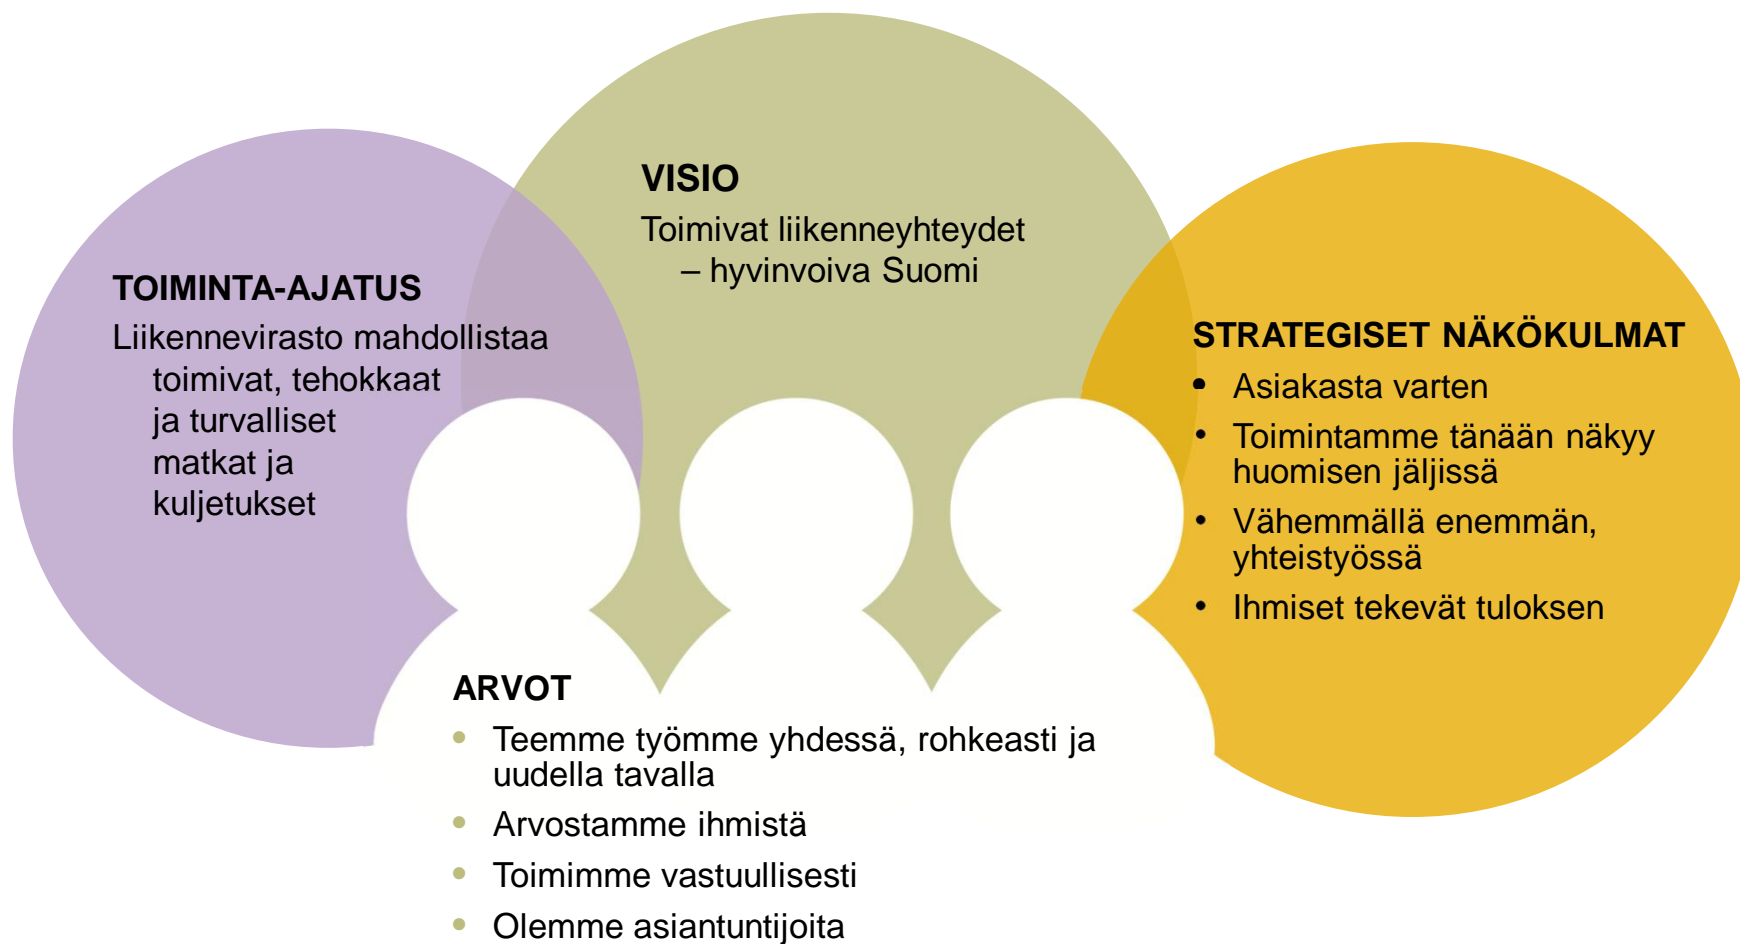 TOIMINTA-AJATUS
Liikennevirasto mahdollistaa
toimivat, tehokkaat
ja turvalliset
matkat ja
kuljetukset
VISIO
Toimivat liikenneyhteydet
– hyvinvoiva Suomi
STRATEGISET NÄKÖKULMAT
• Asiakasta varten
• Toimintamme tänään näkyy
huomisen jäljissä
• Vähemmällä enemmän,
yhteistyössä
• Ihmiset tekevät tuloksen
ARVOT
• Teemme työmme yhdessä, rohkeasti ja
uudella tavalla
• Arvostamme ihmistä
• Toimimme vastuullisesti
• Olemme asiantuntijoita